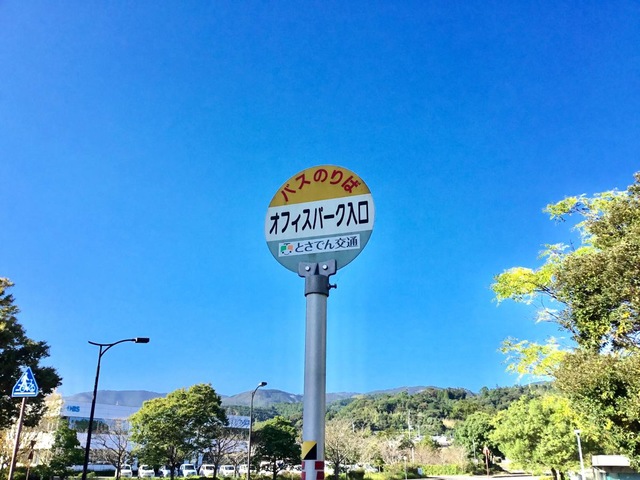 バスのりば
オフィスパーク入口
とさでん交通